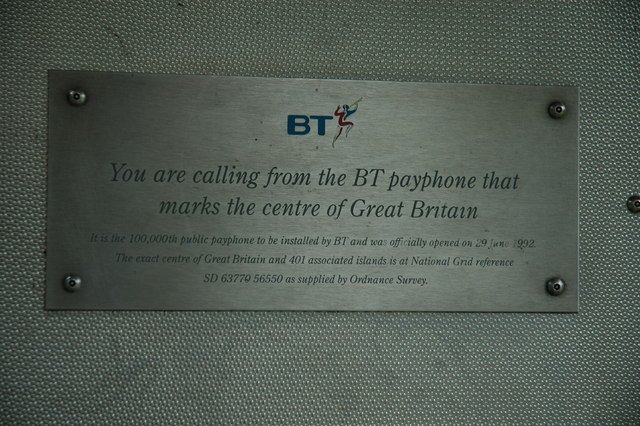 BT
You are calling from the BT payphone that
marks the centre of Great Britain
It is the 100,000th public payphone to be installed by BT and was officially opened on 29 June 1992.
The exact centre of Great Britain and 401 associated islands is at National Grid reference
SD 63770 56550 as supplied by Ordnance Survey.